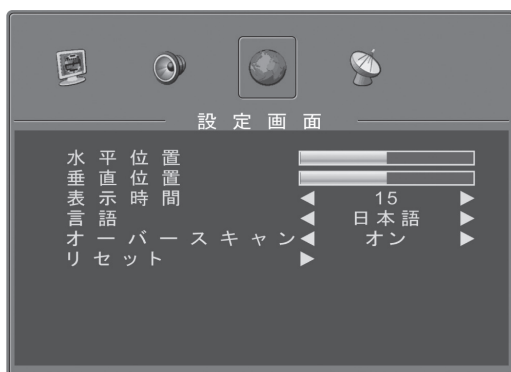 設定画面
水平位置
垂直位置
表示時間 ◀ 15 ▶
言語 ◀ 日本語 ▶
オーバースキャン ◀ オン ▶
リセット ▶